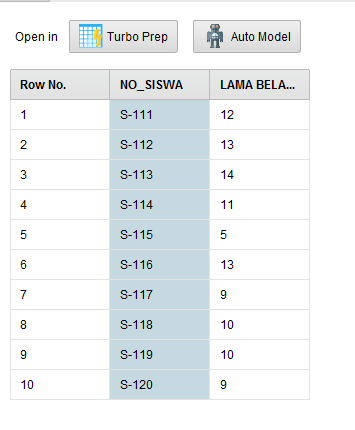 Open in Turbo Prep Auto Model
Row No. NO_SISWA LAMA BELA...
1 S-111 12
2 S-112 13
3 S-113 14
4 S-114 11
5 S-115 5
6 S-116 13
7 S-117 9
8 S-118 10
9 S-119 10
10 S-120 9